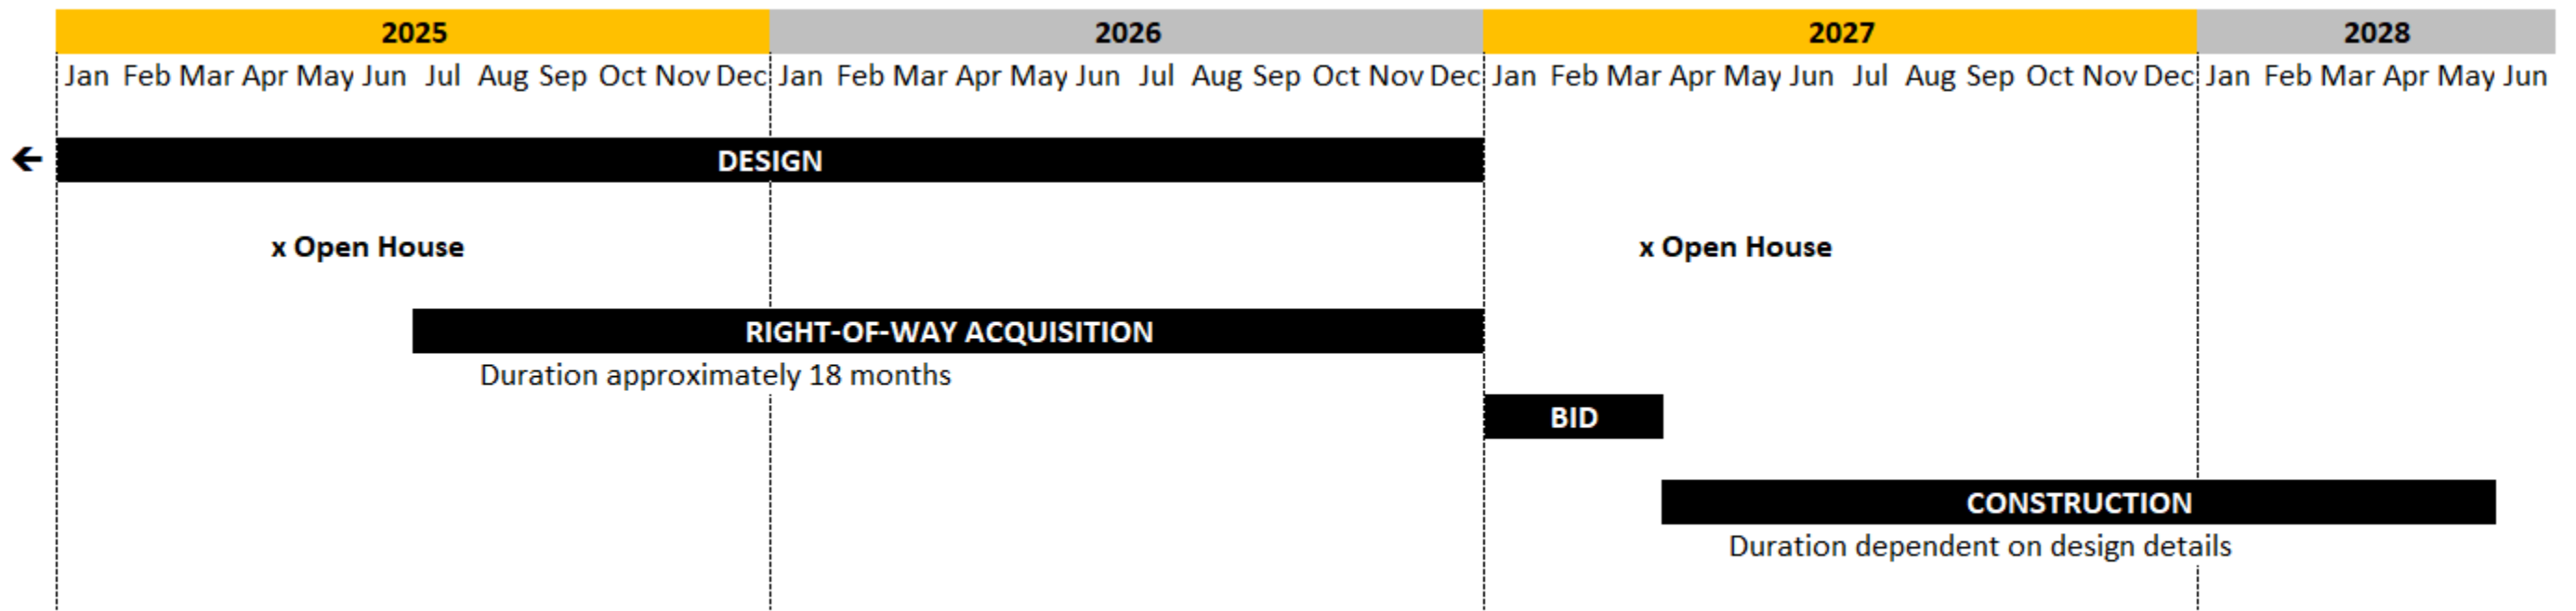 2025 2026 2027 2028
Jan Feb Mar Apr May Jun Jul Aug Sep Oct Nov Dec Jan Feb Mar Apr May Jun Jul Aug Sep Oct Nov Dec Jan Feb Mar Apr May Jun Jul Aug Sep Oct Nov Dec Jan Feb Mar Apr May Jun
← DESIGN
x Open House x Open House
RIGHT-OF-WAY ACQUISITION
Duration approximately 18 months
BID
CONSTRUCTION
Duration dependent on design details